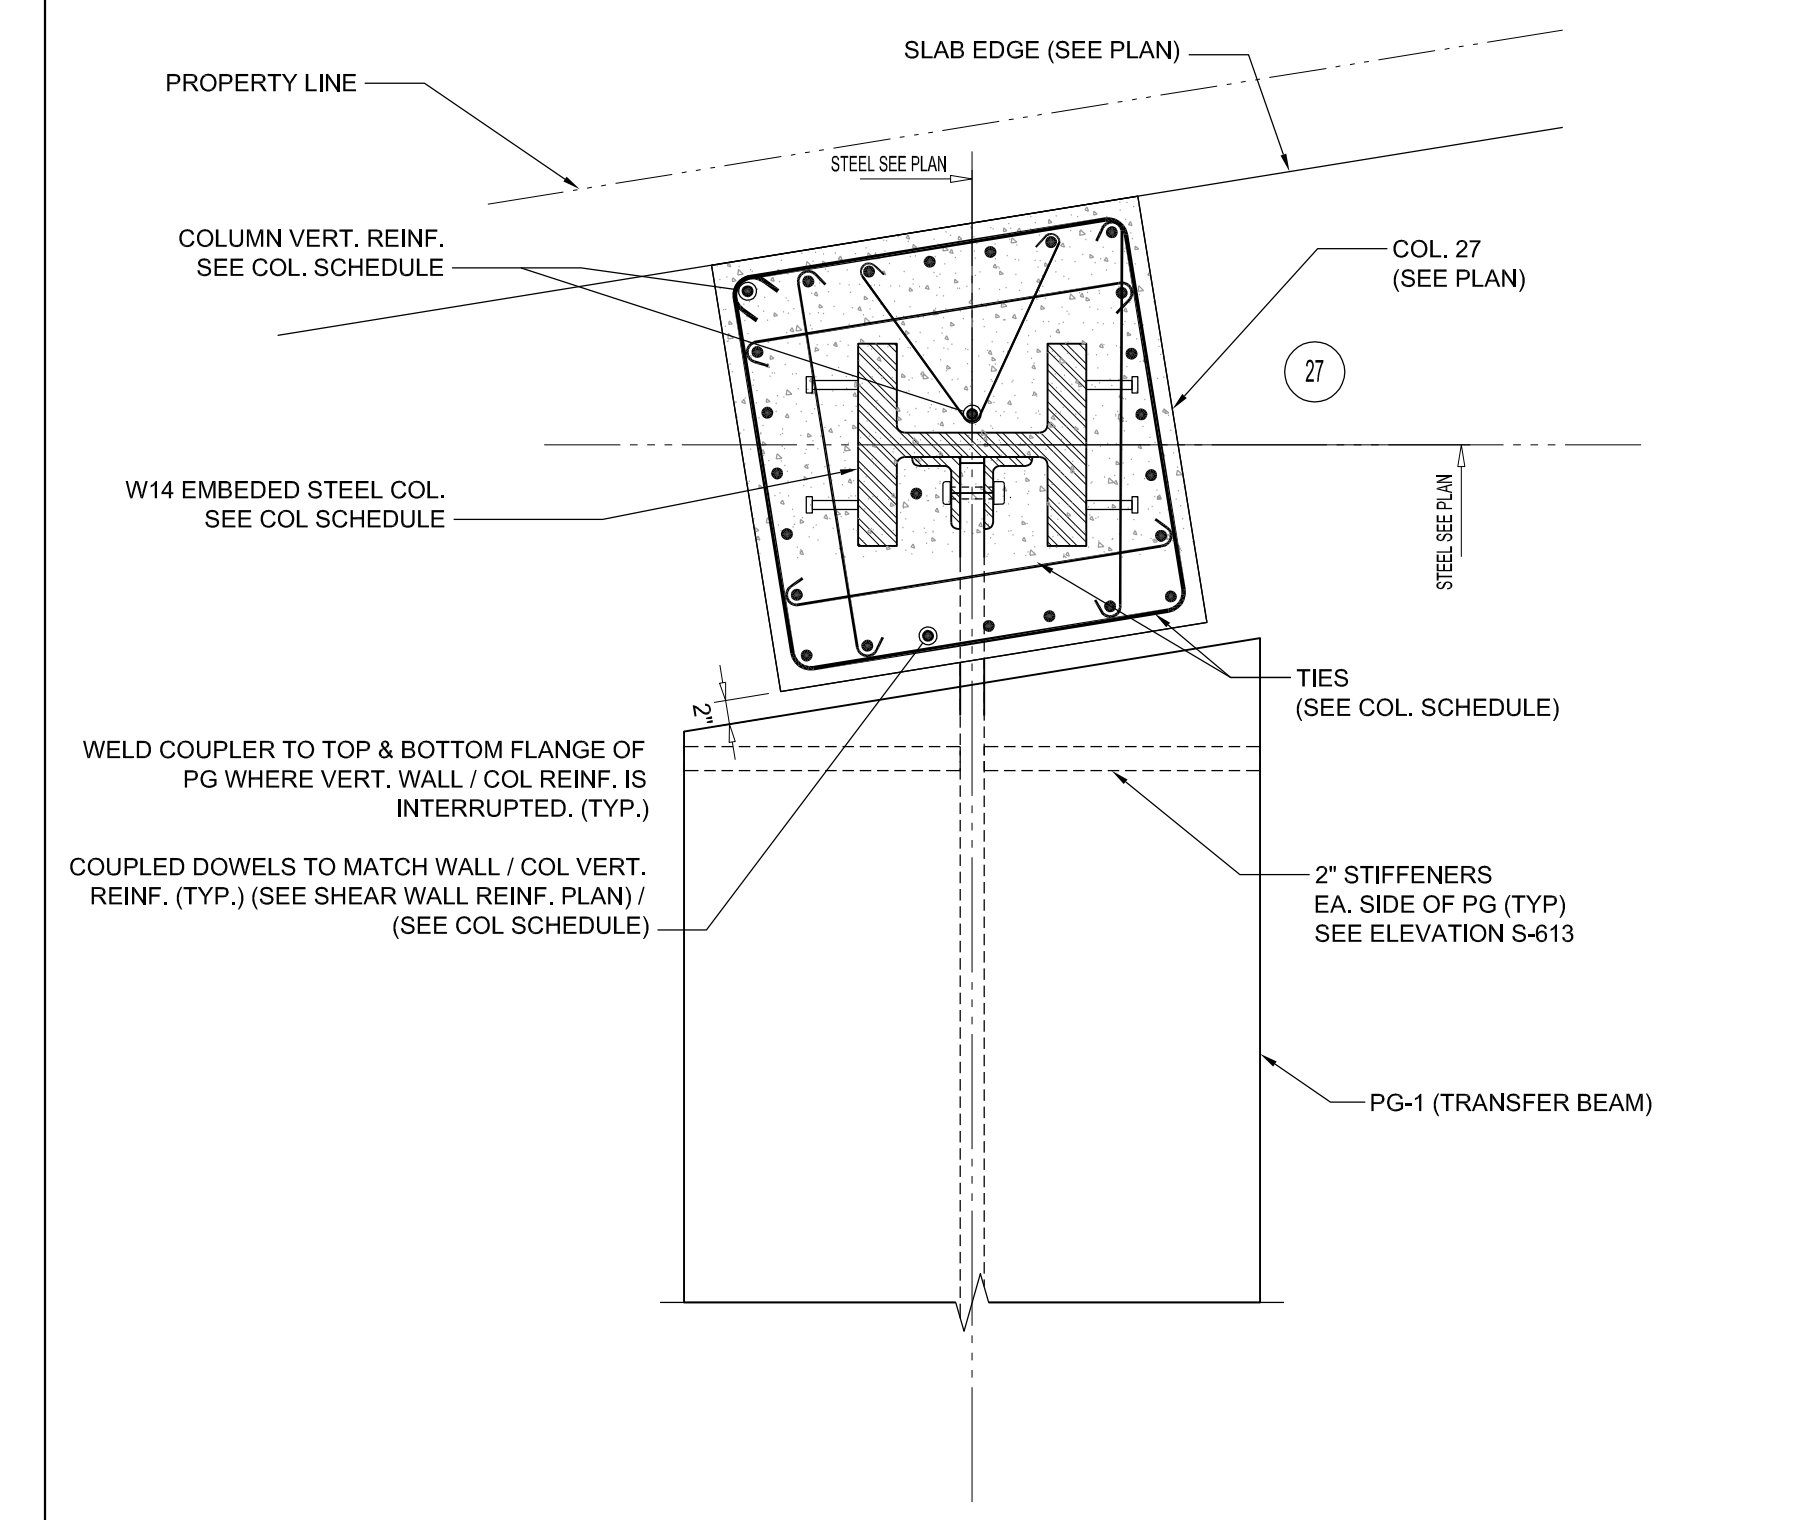 SLAB EDGE (SEE PLAN)
PROPERTY LINE
STEEL SEE PLAN
COLUMN VERT. REINF.
SEE COL. SCHEDULE
COL. 27
(SEE PLAN)
27
W14 EMBEDED STEEL COL.
SEE COL SCHEDULE
STEEL SEE PLAN
TIES
(SEE COL. SCHEDULE)
2"
WELD COUPLER TO TOP & BOTTOM FLANGE OF
PG WHERE VERT. WALL / COL REINF. IS
INTERRUPTED. (TYP.)
COUPLED DOWELS TO MATCH WALL / COL VERT.
REINF. (TYP.) (SEE SHEAR WALL REINF. PLAN) /
(SEE COL SCHEDULE)
2" STIFFENERS
EA. SIDE OF PG (TYP)
SEE ELEVATION S-613
PG-1 (TRANSFER BEAM)